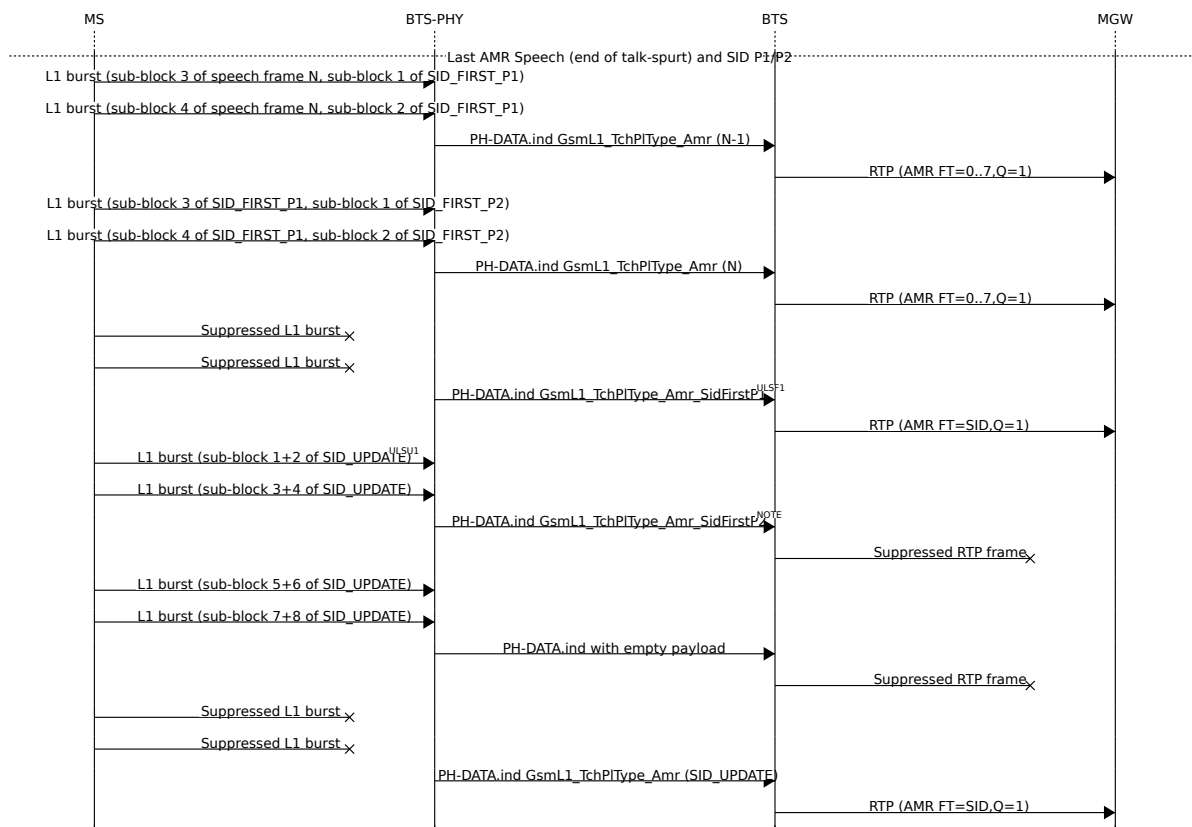 MS BTS-PHY BTS MGW
Last AMR Speech (end of talk-spurt) and SID P1/P2
L1 burst (sub-block 3 of speech frame N, sub-block 1 of SID_FIRST_P1)
L1 burst (sub-block 4 of speech frame N, sub-block 2 of SID_FIRST_P1)
PH-DATA.ind GsmL1_TchPlType_Amr (N-1)
RTP (AMR FT=0..7,Q=1)
L1 burst (sub-block 3 of SID_FIRST_P1, sub-block 1 of SID_FIRST_P2)
L1 burst (sub-block 4 of SID_FIRST_P1, sub-block 2 of SID_FIRST_P2)
PH-DATA.ind GsmL1_TchPlType_Amr (N)
RTP (AMR FT=0..7,Q=1)
Suppressed L1 burst
Suppressed L1 burst
PH-DATA.ind GsmL1_TchPlType_Amr_SidFirstP1 ULSF1
RTP (AMR FT=SID,Q=1)
L1 burst (sub-block 1+2 of SID_UPDATE) ULSU1
L1 burst (sub-block 3+4 of SID_UPDATE)
PH-DATA.ind GsmL1_TchPlType_Amr_SidFirstP2 NOTE
Suppressed RTP frame
L1 burst (sub-block 5+6 of SID_UPDATE)
L1 burst (sub-block 7+8 of SID_UPDATE)
PH-DATA.ind with empty payload
Suppressed RTP frame
Suppressed L1 burst
Suppressed L1 burst
PH-DATA.ind GsmL1_TchPlType_Amr (SID_UPDATE)
RTP (AMR FT=SID,Q=1)